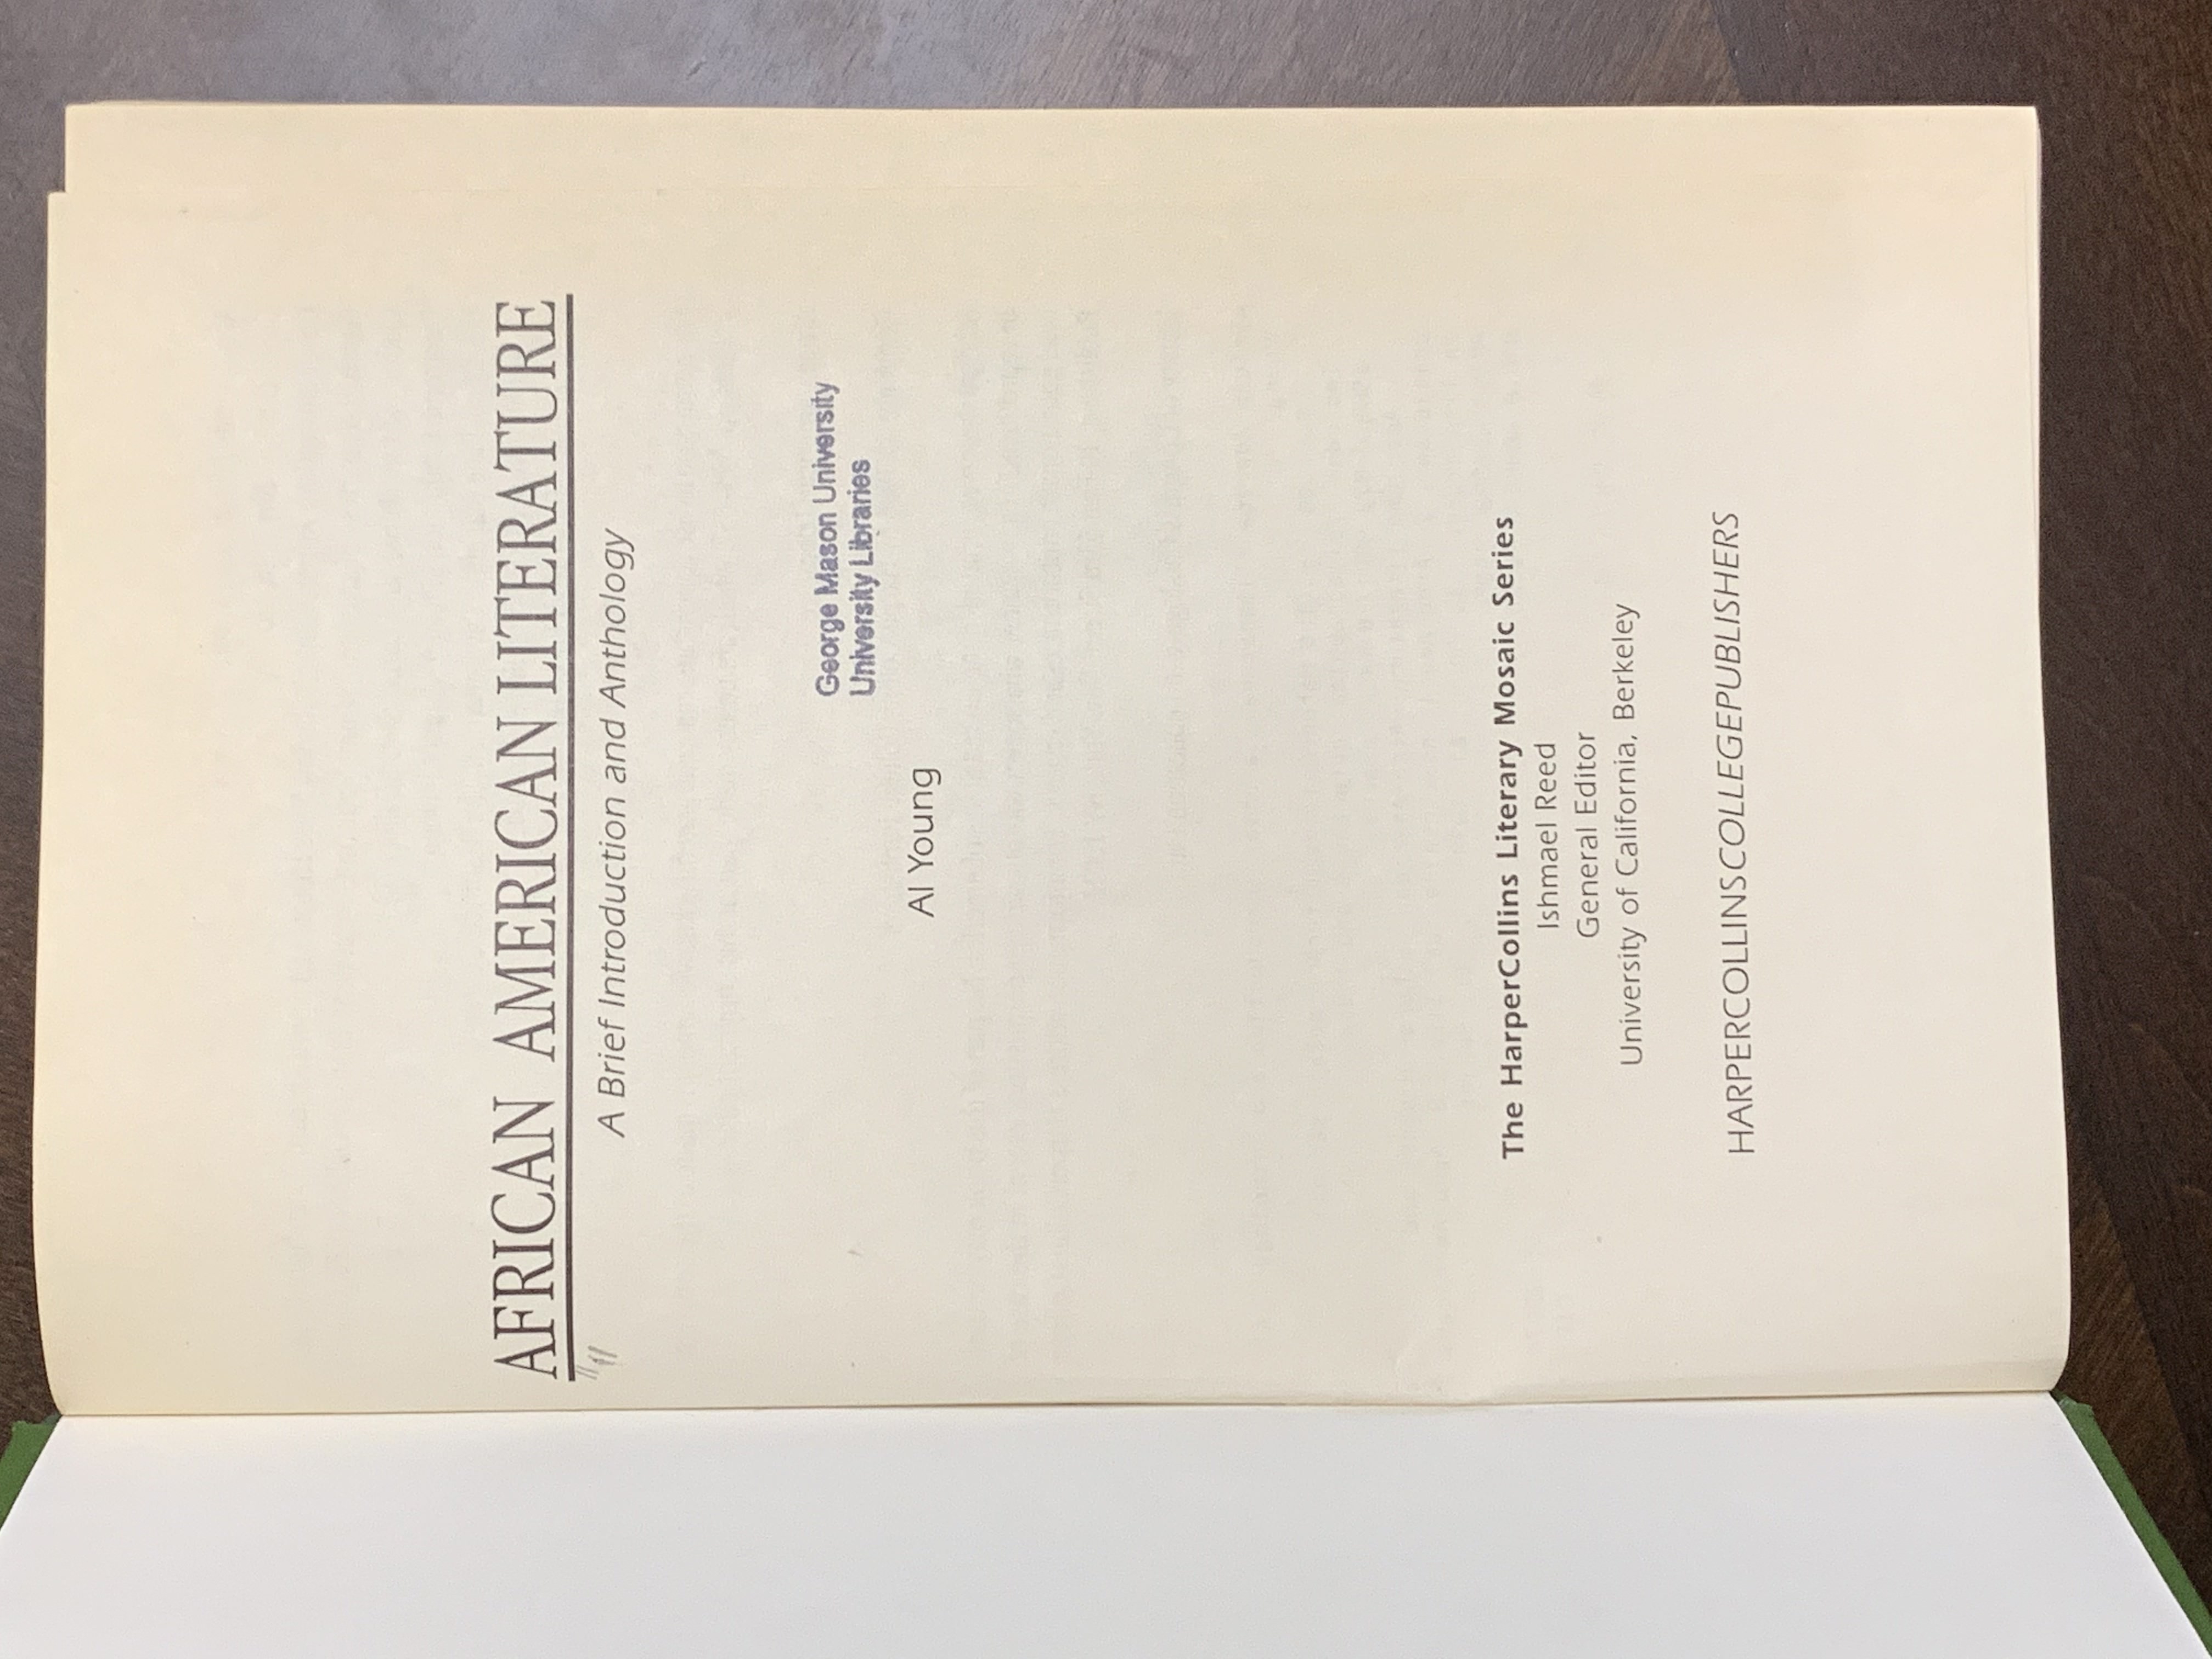 AFRICAN AMERICAN LITERATURE
A Brief Introduction and Anthology
George Mason University
University Libraries
Al Young
The HarperCollins Literary Mosaic Series
Ishmael Reed
General Editor
University of California, Berkeley
HARPERCOLLINSCOLLEGEPUBLISHERS